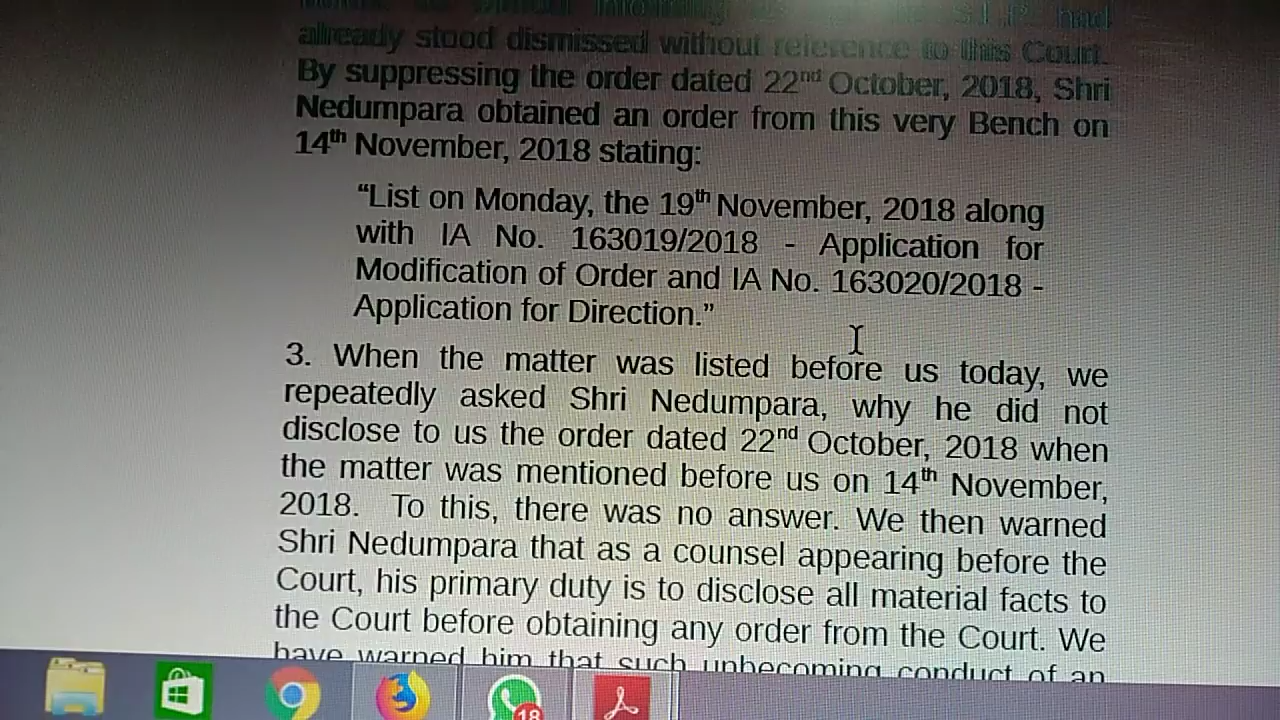 S.L.P. had
already stood dismissed without reference to this Court.
By suppressing the order dated 22nd October, 2018, Shri
Nedumpara obtained an order from this very Bench on
14th November, 2018 stating:
“List on Monday, the 19th November, 2018 along
with IA No. 163019/2018 - Application for
Modification of Order and IA No. 163020/2018 -
Application for Direction.”
3. When the matter was listed before us today, we
repeatedly asked Shri Nedumpara, why he did not
disclose to us the order dated 22nd October, 2018 when
the matter was mentioned before us on 14th November,
2018. To this, there was no answer. We then warned
Shri Nedumpara that as a counsel appearing before the
Court, his primary duty is to disclose all material facts to
the Court before obtaining any order from the Court. We
have warned him that such unbecoming conduct of an
18